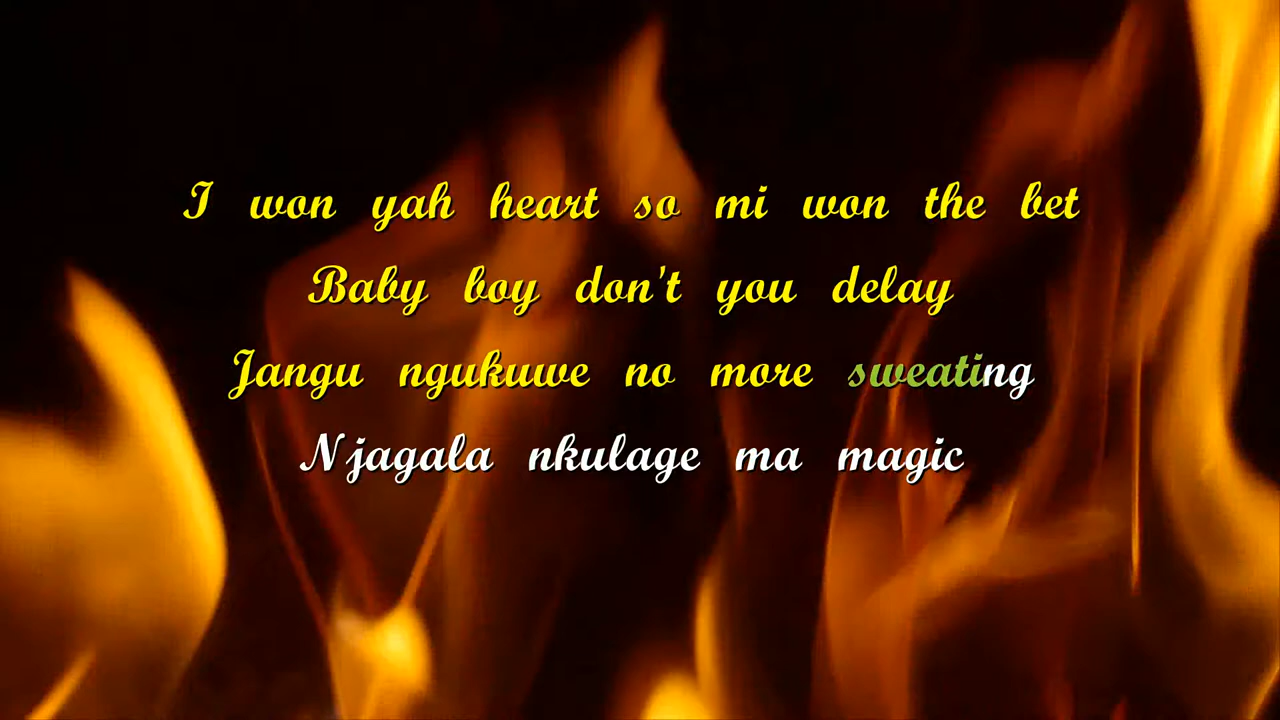 I won yah heart so mi won the bet
Baby boy don't you delay
Jangu ngukuwe no more sweating
Njagala nkulage ma magic